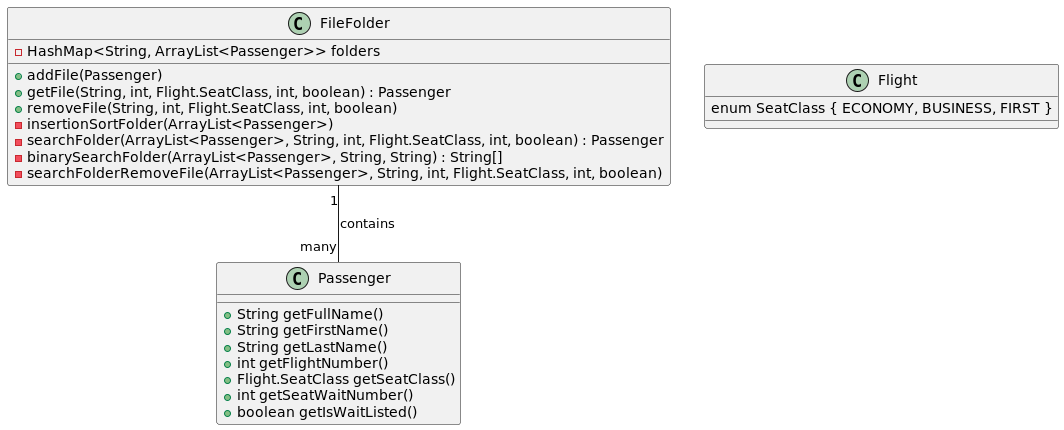 C FileFolder
HashMap<String, ArrayList<Passenger>> folders
addFile(Passenger)
getFile(String, int, Flight.SeatClass, int, boolean) : Passenger
removeFile(String, int, Flight.SeatClass, int, boolean)
insertionSortFolder(ArrayList<Passenger>)
searchFolder(ArrayList<Passenger>, String, int, Flight.SeatClass, int, boolean) : Passenger
binarySearchFolder(ArrayList<Passenger>, String, String) : String[]
searchFolderRemoveFile(ArrayList<Passenger>, String, int, Flight.SeatClass, int, boolean)
C Flight
enum SeatClass { ECONOMY, BUSINESS, FIRST }
1
contains
many
C Passenger
String getFullName()
String getFirstName()
String getLastName()
int getFlightNumber()
Flight.SeatClass getSeatClass()
int getSeatWaitNumber()
boolean getIsWaitListed()